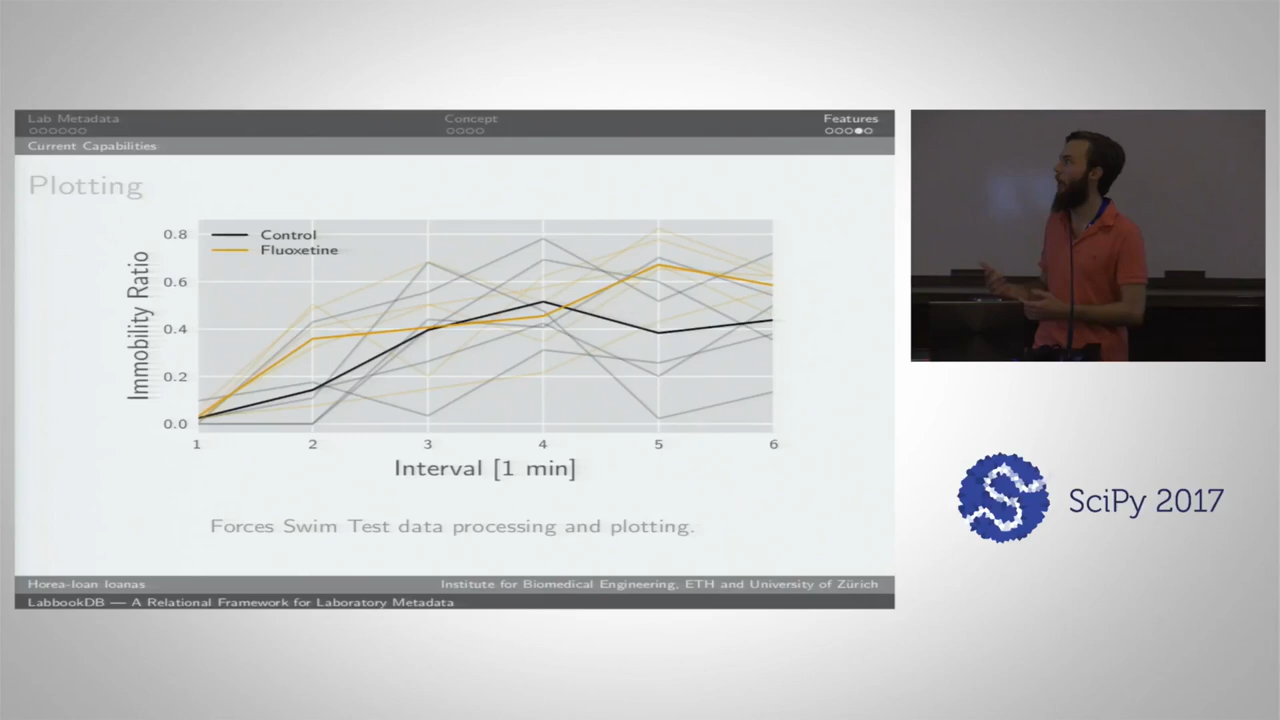 Lab Metadata
Concept
Features
Current Capabilities
Plotting
Control
Fluoxetine
Immobility Ratio
0.8
0.6
0.4
0.2
0.0
1 2 3 4 5 6
Interval [1 min]
Forces Swim Test data processing and plotting.
Horea-Ioan Ioanas
Institute for Biomedical Engineering, ETH and University of Zürich
LabbookDB — A Relational Framework for Laboratory Metadata
SciPy 2017